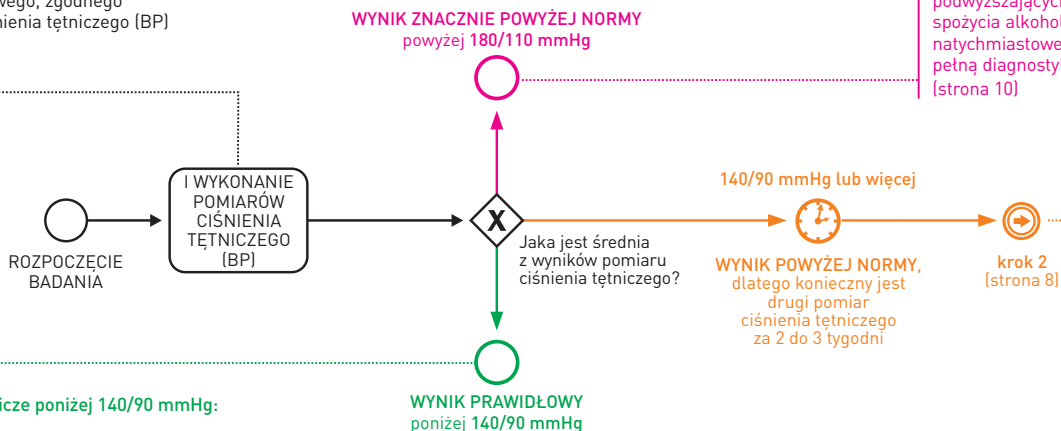 wego, zgodnego
nienia tętniczego (BP)
WYNIK ZNACZNIE POWYŻEJ NORMY
powyżej 180/110 mmHg
podwyższających
spożycia alkohol
natychmiastowe
pełną diagnosty
(strona 10)
I WYKONANIE
POMIARÓW
CIŚNIENIA
TĘTNICZEGO
(BP)
ROZPOCZĘCIE
BADANIA
X
Jaka jest średnia
z wyników pomiaru
ciśnienia tętniczego?
140/90 mmHg lub więcej
WYNIK POWYŻEJ NORMY,
dlatego konieczny jest
drugi pomiar
ciśnienia tętniczego
za 2 do 3 tygodni
krok 2
(strona 8)
icze poniżej 140/90 mmHg:
WYNIK PRAWIDŁOWY
poniżej 140/90 mmHg